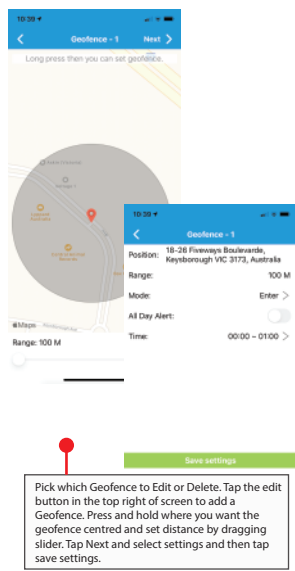 10:39
Geofence - 1
Next
Long press then you can set geofence.
Maps
Range: 100 M
10:39
Geofence - 1
Position:
18-26 Fiveways Boulevarde,
Keysborough VIC 3173, Australia
Range:
100 M
Mode:
Enter
All Day Alert:
Time:
00:00 ~ 01:00
Save settings
Pick which Geofence to Edit or Delete. Tap the edit
button in the top right of screen to add a
Geofence. Press and hold where you want the
geofence centred and set distance by dragging
slider. Tap Next and select settings and then tap
save settings.